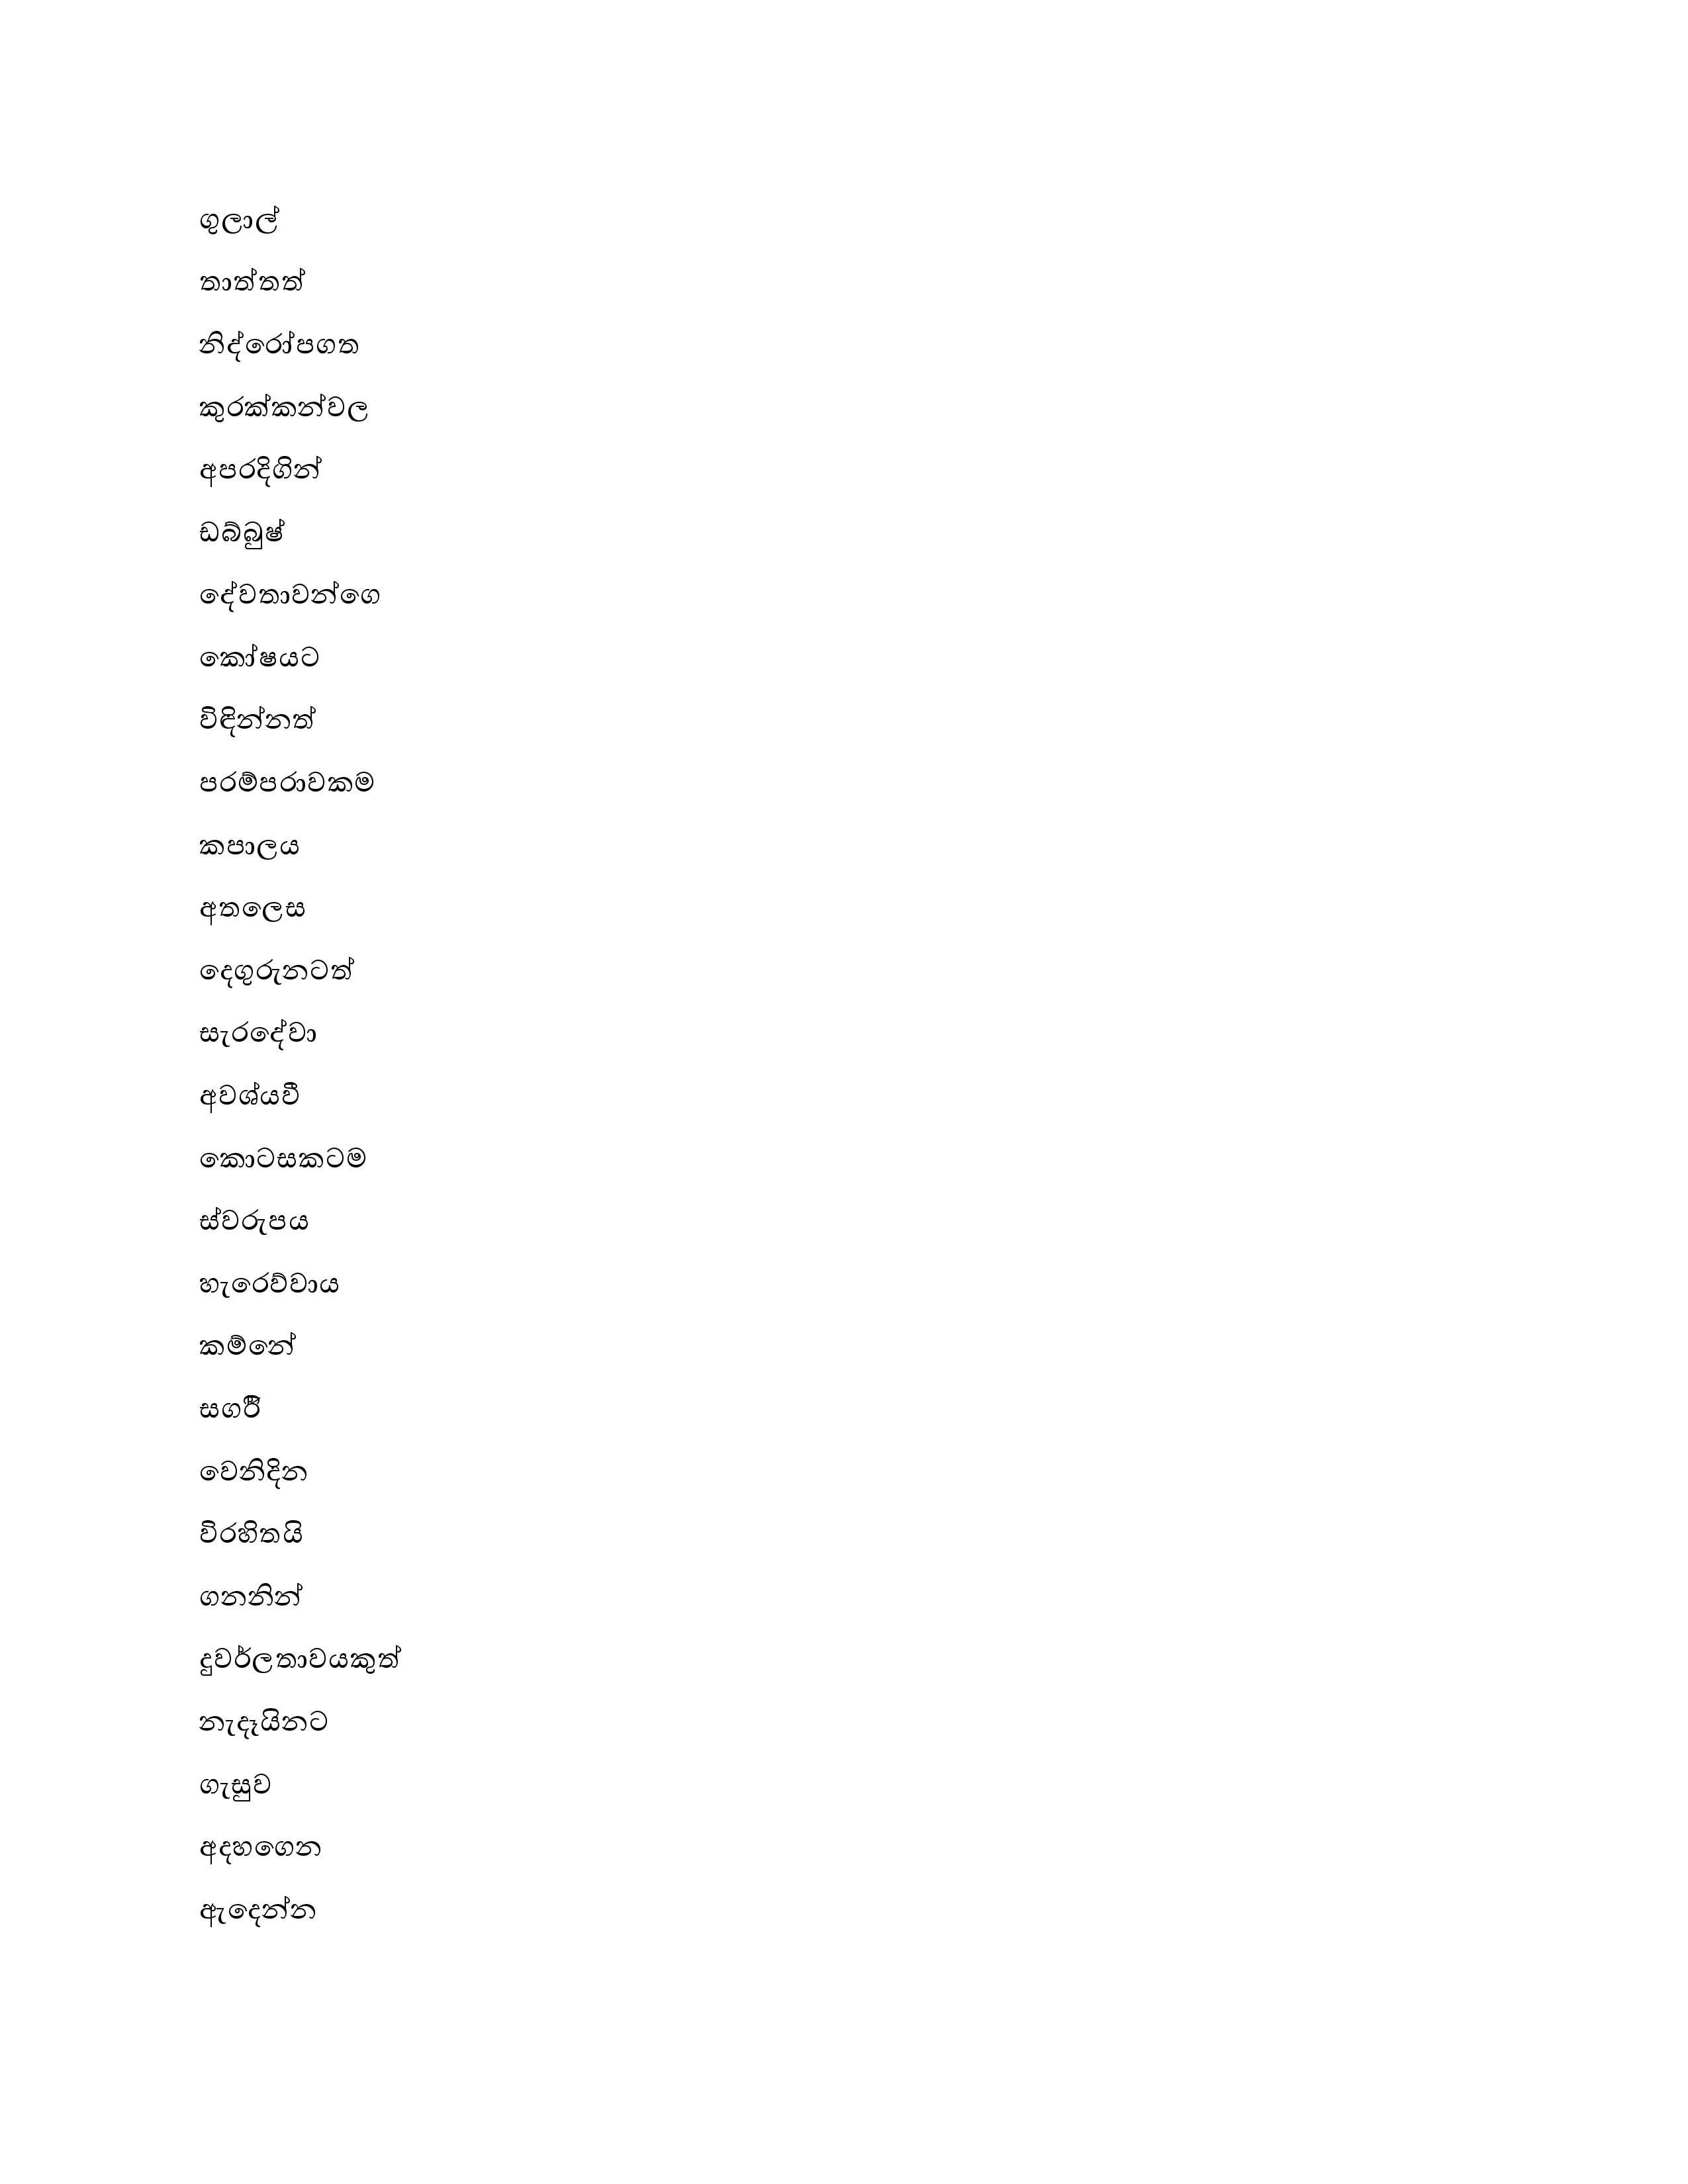 ගුලාල්
තාත්තත්
නිද්රෝපගත
කුරක්කන්වල
අපරදිගින්
ඩබ්බුෂ්
දේවතාවන්ගෙ
කෝෂයට
විඳින්නත්
පරම්පරාවකම
කපාලය
අතලෙස
දෙගුරුනටත්
සැරදේවා
අවශ්යවී
කොටසකටම
ස්වරුපය
හැරෙව්වාය
කම්නේ
වෙනිදින
විරහිතයි
ගනනින්
දුවර්ලතාවයකුත්
නැදෑයිනට
ගැසුව
අදහගෙන
ඇදෙන්න